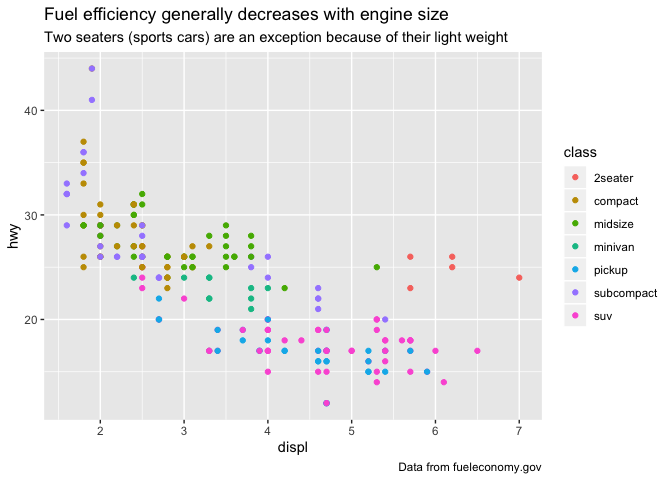 Fuel efficiency generally decreases with engine size
Two seaters (sports cars) are an exception because of their light weight
40
30
20
hwy
2 3 4 5 6 7
displ
class
2seater
compact
midsize
minivan
pickup
subcompact
suv
Data from fueleconomy.gov